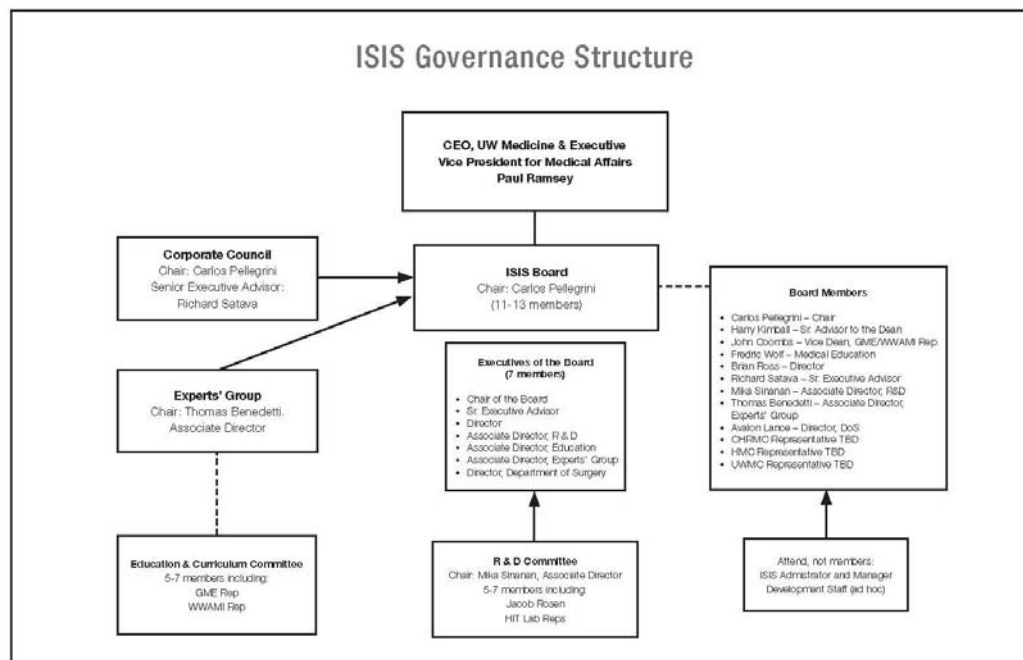 ISIS Governance Structure
CEO, UW Medicine & Executive
Vice President for Medical Affairs
Paul Ramsey
Corporate Council
Chair: Carlos Pellegrini
Senior Executive Advisor:
Richard Satava
ISIS Board
Chair: Carlos Pellegrini
(11-13 members)
Board Members
• Carlos Pellegrini – Chair
• Harry Kimball – Sr. Advisor to the Dean
• John Coombs – Vice Dean, GME/WWAMI Rep.
• Fredric Wolf – Medical Education
• Brian Ross – Director
• Richard Satava – Sr. Executive Advisor
• Mika Sinanan – Associate Director, R&D
• Thomas Benedetti – Associate Director,
Experts' Group
• Avalon Lance – Director, DoS
• CHRMC Representative TBD
• HMC Representative TBD
• UWMC Representative TBD
Experts' Group
Chair: Thomas Benedetti,
Associate Director
Executives of the Board
(7 members)
• Chair of the Board
• Sr. Executive Advisor
• Director
• Associate Director, R & D
• Associate Director, Education
• Associate Director, Experts' Group
• Director, Department of Surgery
Education & Curriculum Committee
5-7 members including:
GME Rep
WWAMI Rep
R & D Committee
Chair: Mika Sinanan, Associate Director
5-7 members including:
Jacob Rosen
HIT Lab Reps
Attend, not members:
ISIS Admistrator and Manager
Development Staff (ad hoc)